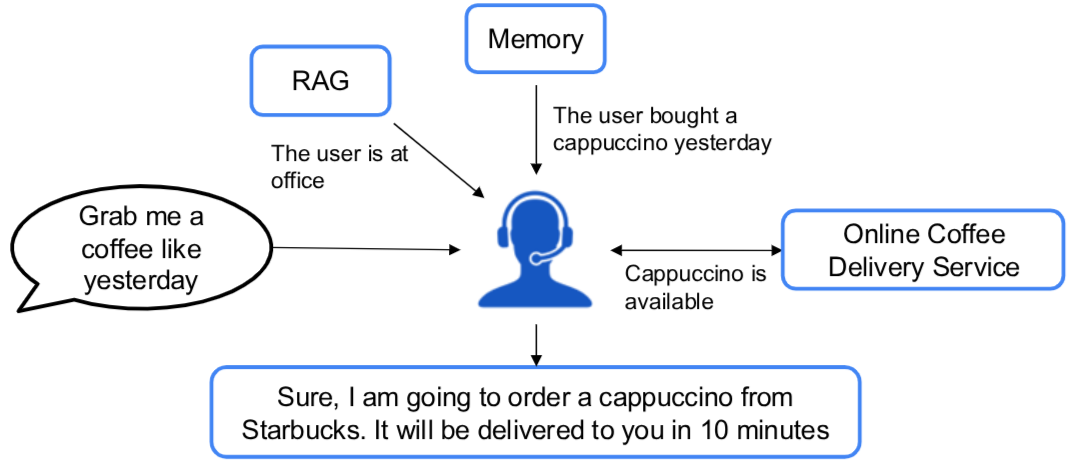 Memory
RAG
The user bought a
cappuccino yesterday
The user is at
office
Grab me a
coffee like
yesterday
Online Coffee
Delivery Service
Cappuccino is
available
Sure, I am going to order a cappuccino from
Starbucks. It will be delivered to you in 10 minutes